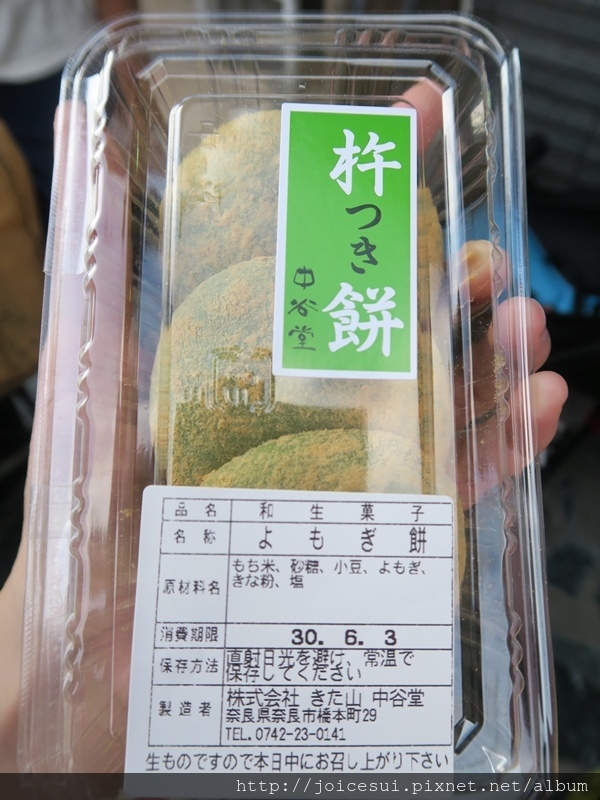 杵つき餅
中谷堂
品名 和生菓子
名称 よもぎ餅
原材料名 もち米、砂糖、小豆、よもぎ、
きな粉、塩
消費期限 30. 6. 3
保存方法 直射日光を避け、常温で
保存してください
製造者 株式会社 きた山 中谷堂
奈良県奈良市橋本町29
TEL.0742-23-0141
生ものですので本日中にお召し上がり下さい
http://joicesui.pixnet.net/album